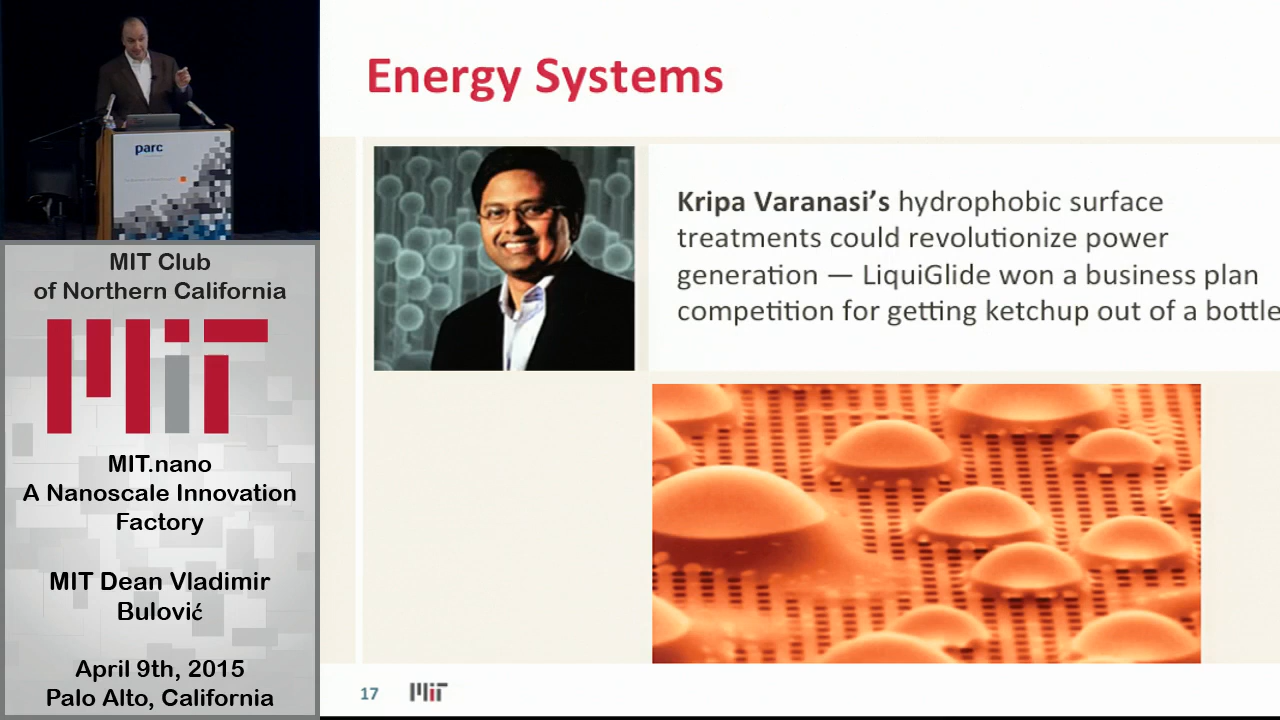 parc
MIT Club
of Northern California
MIT
MIT.nano
A Nanoscale Innovation
Factory
MIT Dean Vladimir
Bulović
April 9th, 2015
Palo Alto, California
Energy Systems
Kripa Varanasi’s hydrophobic surface
treatments could revolutionize power
generation — LiquiGlide won a business plan
competition for getting ketchup out of a bottle
17
MIT